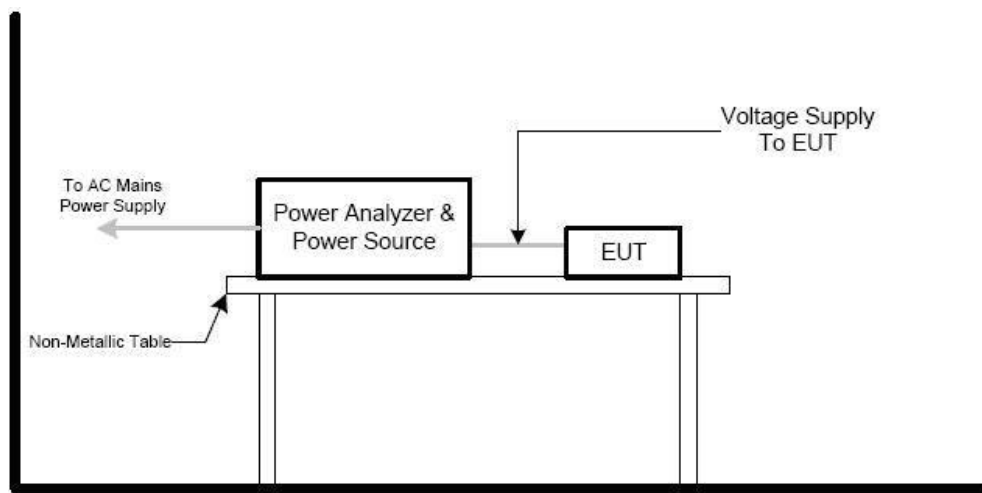 Voltage Supply
To EUT
To AC Mains
Power Supply
Power Analyzer &
Power Source
EUT
Non-Metallic Table